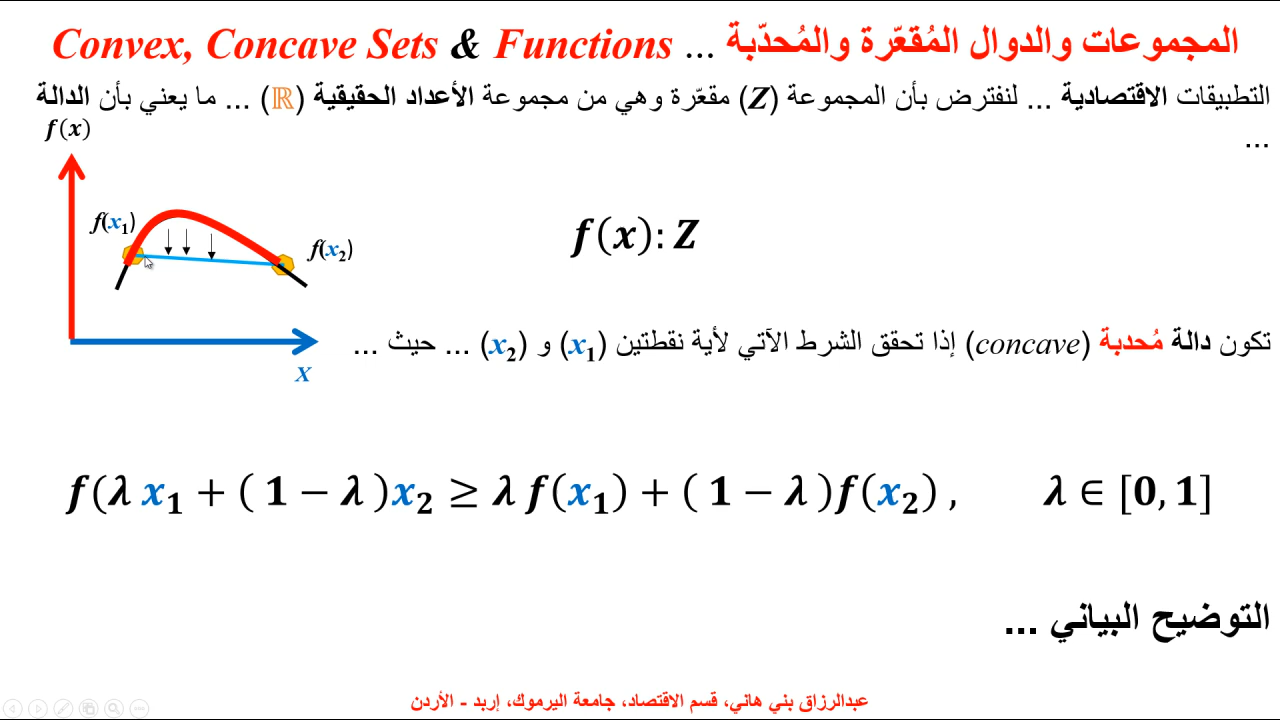 المجموعات والدوال المُقعّرة والمُحدّبة ... Convex, Concave Sets & Functions
التطبيقات الاقتصادية ... لنفترض بأن المجموعة (Z) مقعّرة وهي من مجموعة الأعداد الحقيقية (ℝ) ... ما يعني بأن الدالة
...
f(x)
f(x₁)
f(x₂)
f(x): Z
تكون دالة مُحدبة (concave) إذا تحقق الشرط الآتي لأية نقطتين (x₁) و (x₂) ... حيث ...
X
f(λ x₁ + ( 1 − λ )x₂ ≥ λ f(x₁) + ( 1 − λ )f(x₂) , λ ∈ [0, 1]
التوضيح البياني ...
عبدالرزاق بني هاني، قسم الاقتصاد، جامعة اليرموك، إربد - الأردن